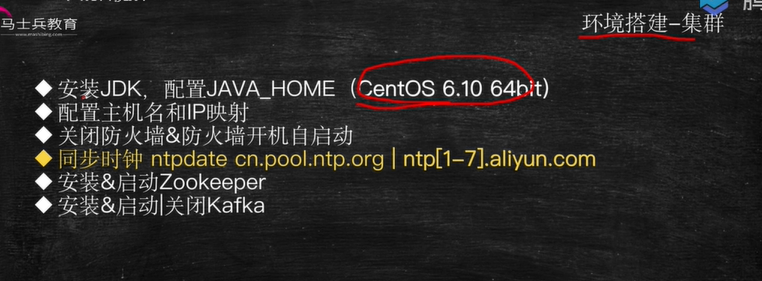 马士兵教育
环境搭建-集群
◆ 安装JDK，配置JAVA_HOME（CentOS 6.10 64bit）
◆ 配置主机名和IP映射
◆ 关闭防火墙&防火墙开机自启动
◆ 同步时钟 ntpdate cn.pool.ntp.org | ntp[1-7].aliyun.com
◆ 安装&启动Zookeeper
◆ 安装&启动|关闭Kafka